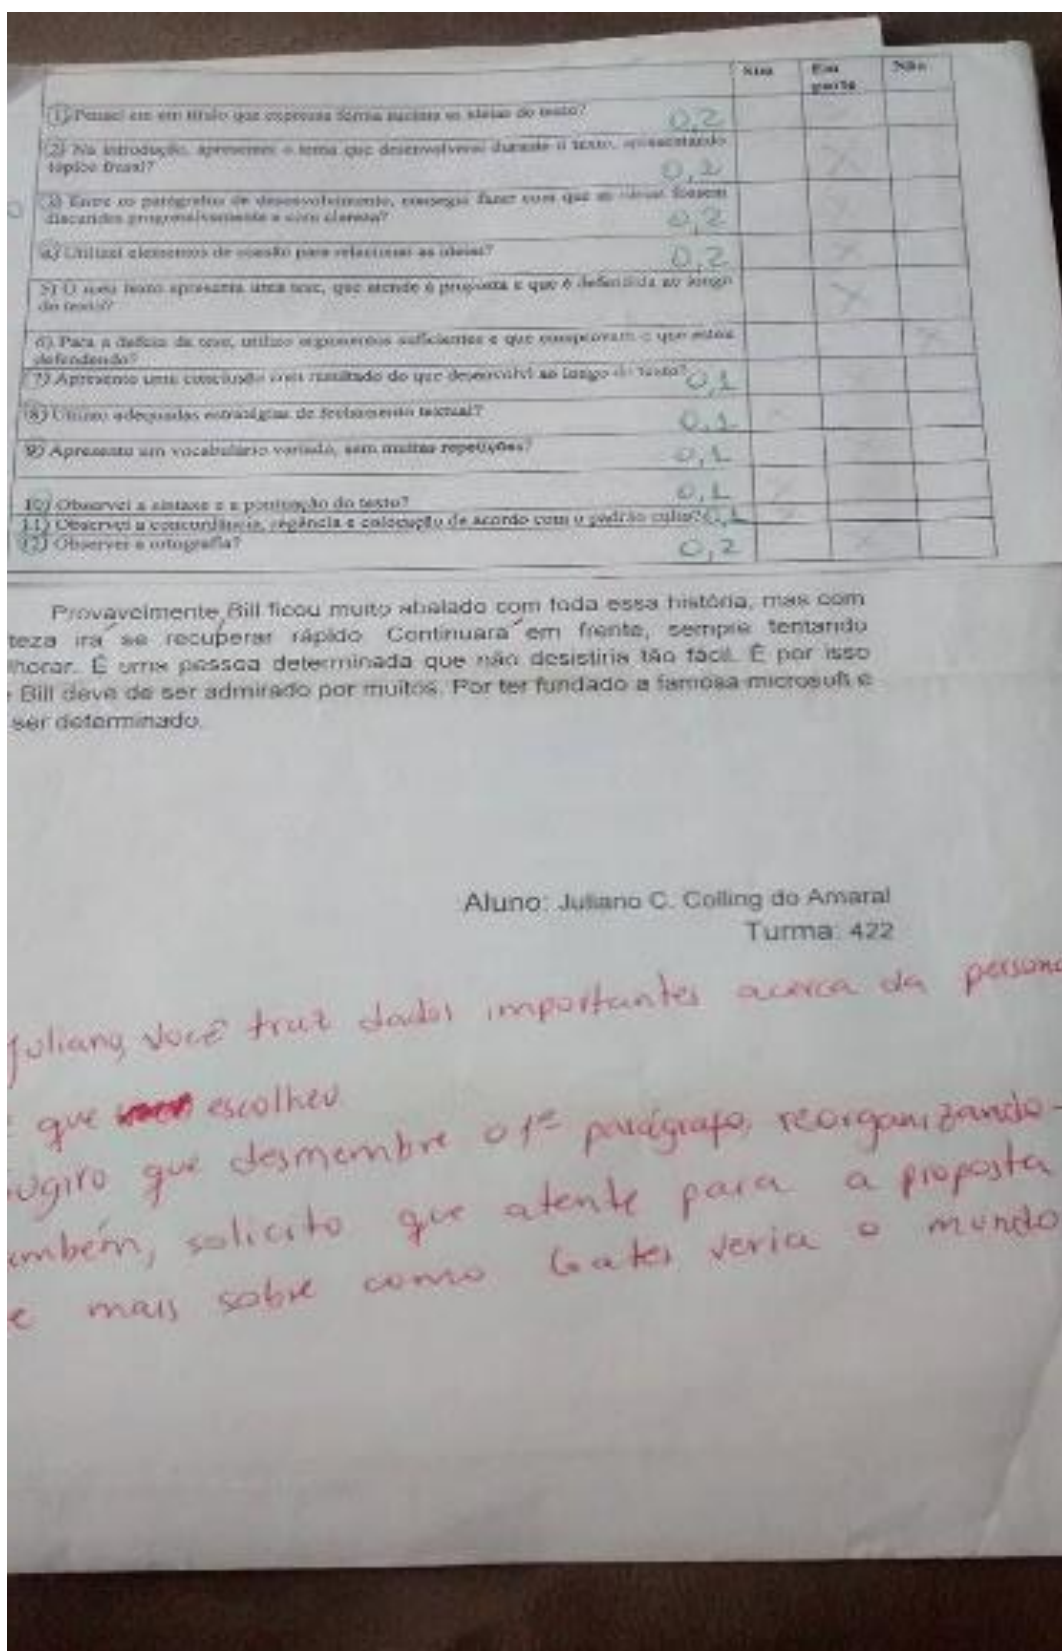 Sim Em parte Não
1) Pensei em um título que expressa forma sucinta as ideias do texto? 0,2
2) Na introdução, apresentei o tema que desenvolverei durante o texto, apresentando
tópico frasal? 0,2
3) Entre os parágrafos de desenvolvimento, consegui fazer com que as ideias fossem
discutidas progressivamente e com clareza? 0,2
4) Utilizei elementos de coesão para relacionar as ideias? 0,2
5) O meu texto apresenta uma tese, que atende à proposta e que é defendida ao longo
do texto?
6) Para a defesa da tese, utilizo argumentos suficientes e que comprovam o que estou
defendendo?
7) Apresento uma conclusão com resultado do que desenvolvi ao longo do texto? 0,1
8) Utilizo adequadas estratégias de fechamento textual? 0,1
9) Apresento um vocabulário variado, sem muitas repetições? 0,1
10) Observei a sintaxe e a pontuação do texto? 0,1
11) Observei a concordância, regência e colocação de acordo com o padrão culto? 0,1
12) Observei a ortografia? 0,2
Provavelmente, Bill ficou muito abalado com toda essa história, mas com
teza irá se recuperar rápido. Continuará em frente, sempre tentando
lhorar. É uma pessoa determinada que não desistiria tão fácil. É por isso
Bill deve de ser admirado por muitos. Por ter fundado a famosa microsoft e
ser determinado.
Aluno: Juliano C. Colling do Amaral
Turma: 422
Juliano, você traz dados importantes acerca da persona
que escolheu.
ugiro que desmembre o 1º parágrafo, reorganizando-
ambém, solicito que atente para a proposta
e mais sobre como Gates veria o mundo